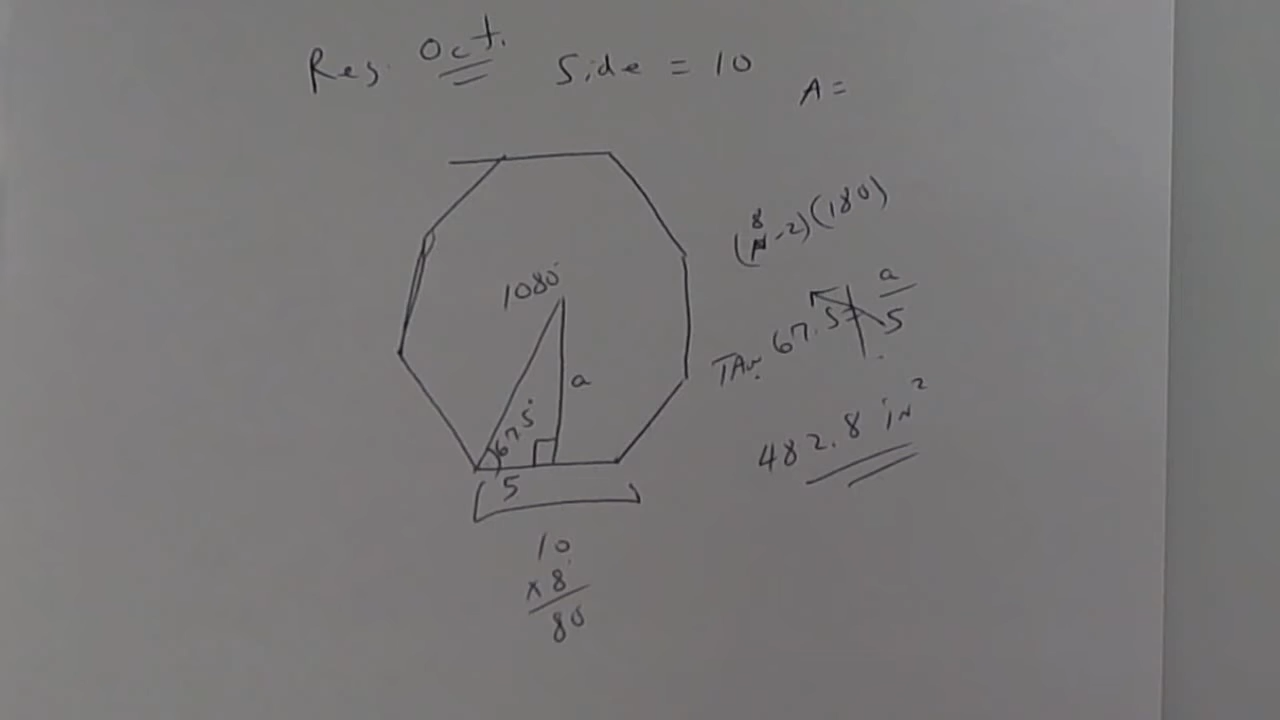 Reg. Oct. Side = 10
A =
8
(N-2)(180)
1080°
TAN 67.5 = a/5
a
67.5°
482.8 iN²
5
10
x 8
80